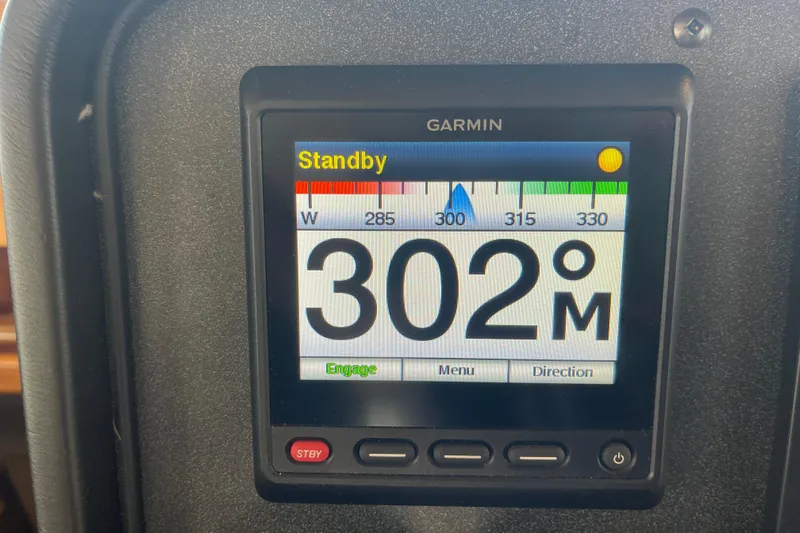 GARMIN
Standby
W 285 300 315 330
302°M
Engage Menu Direction
STBY